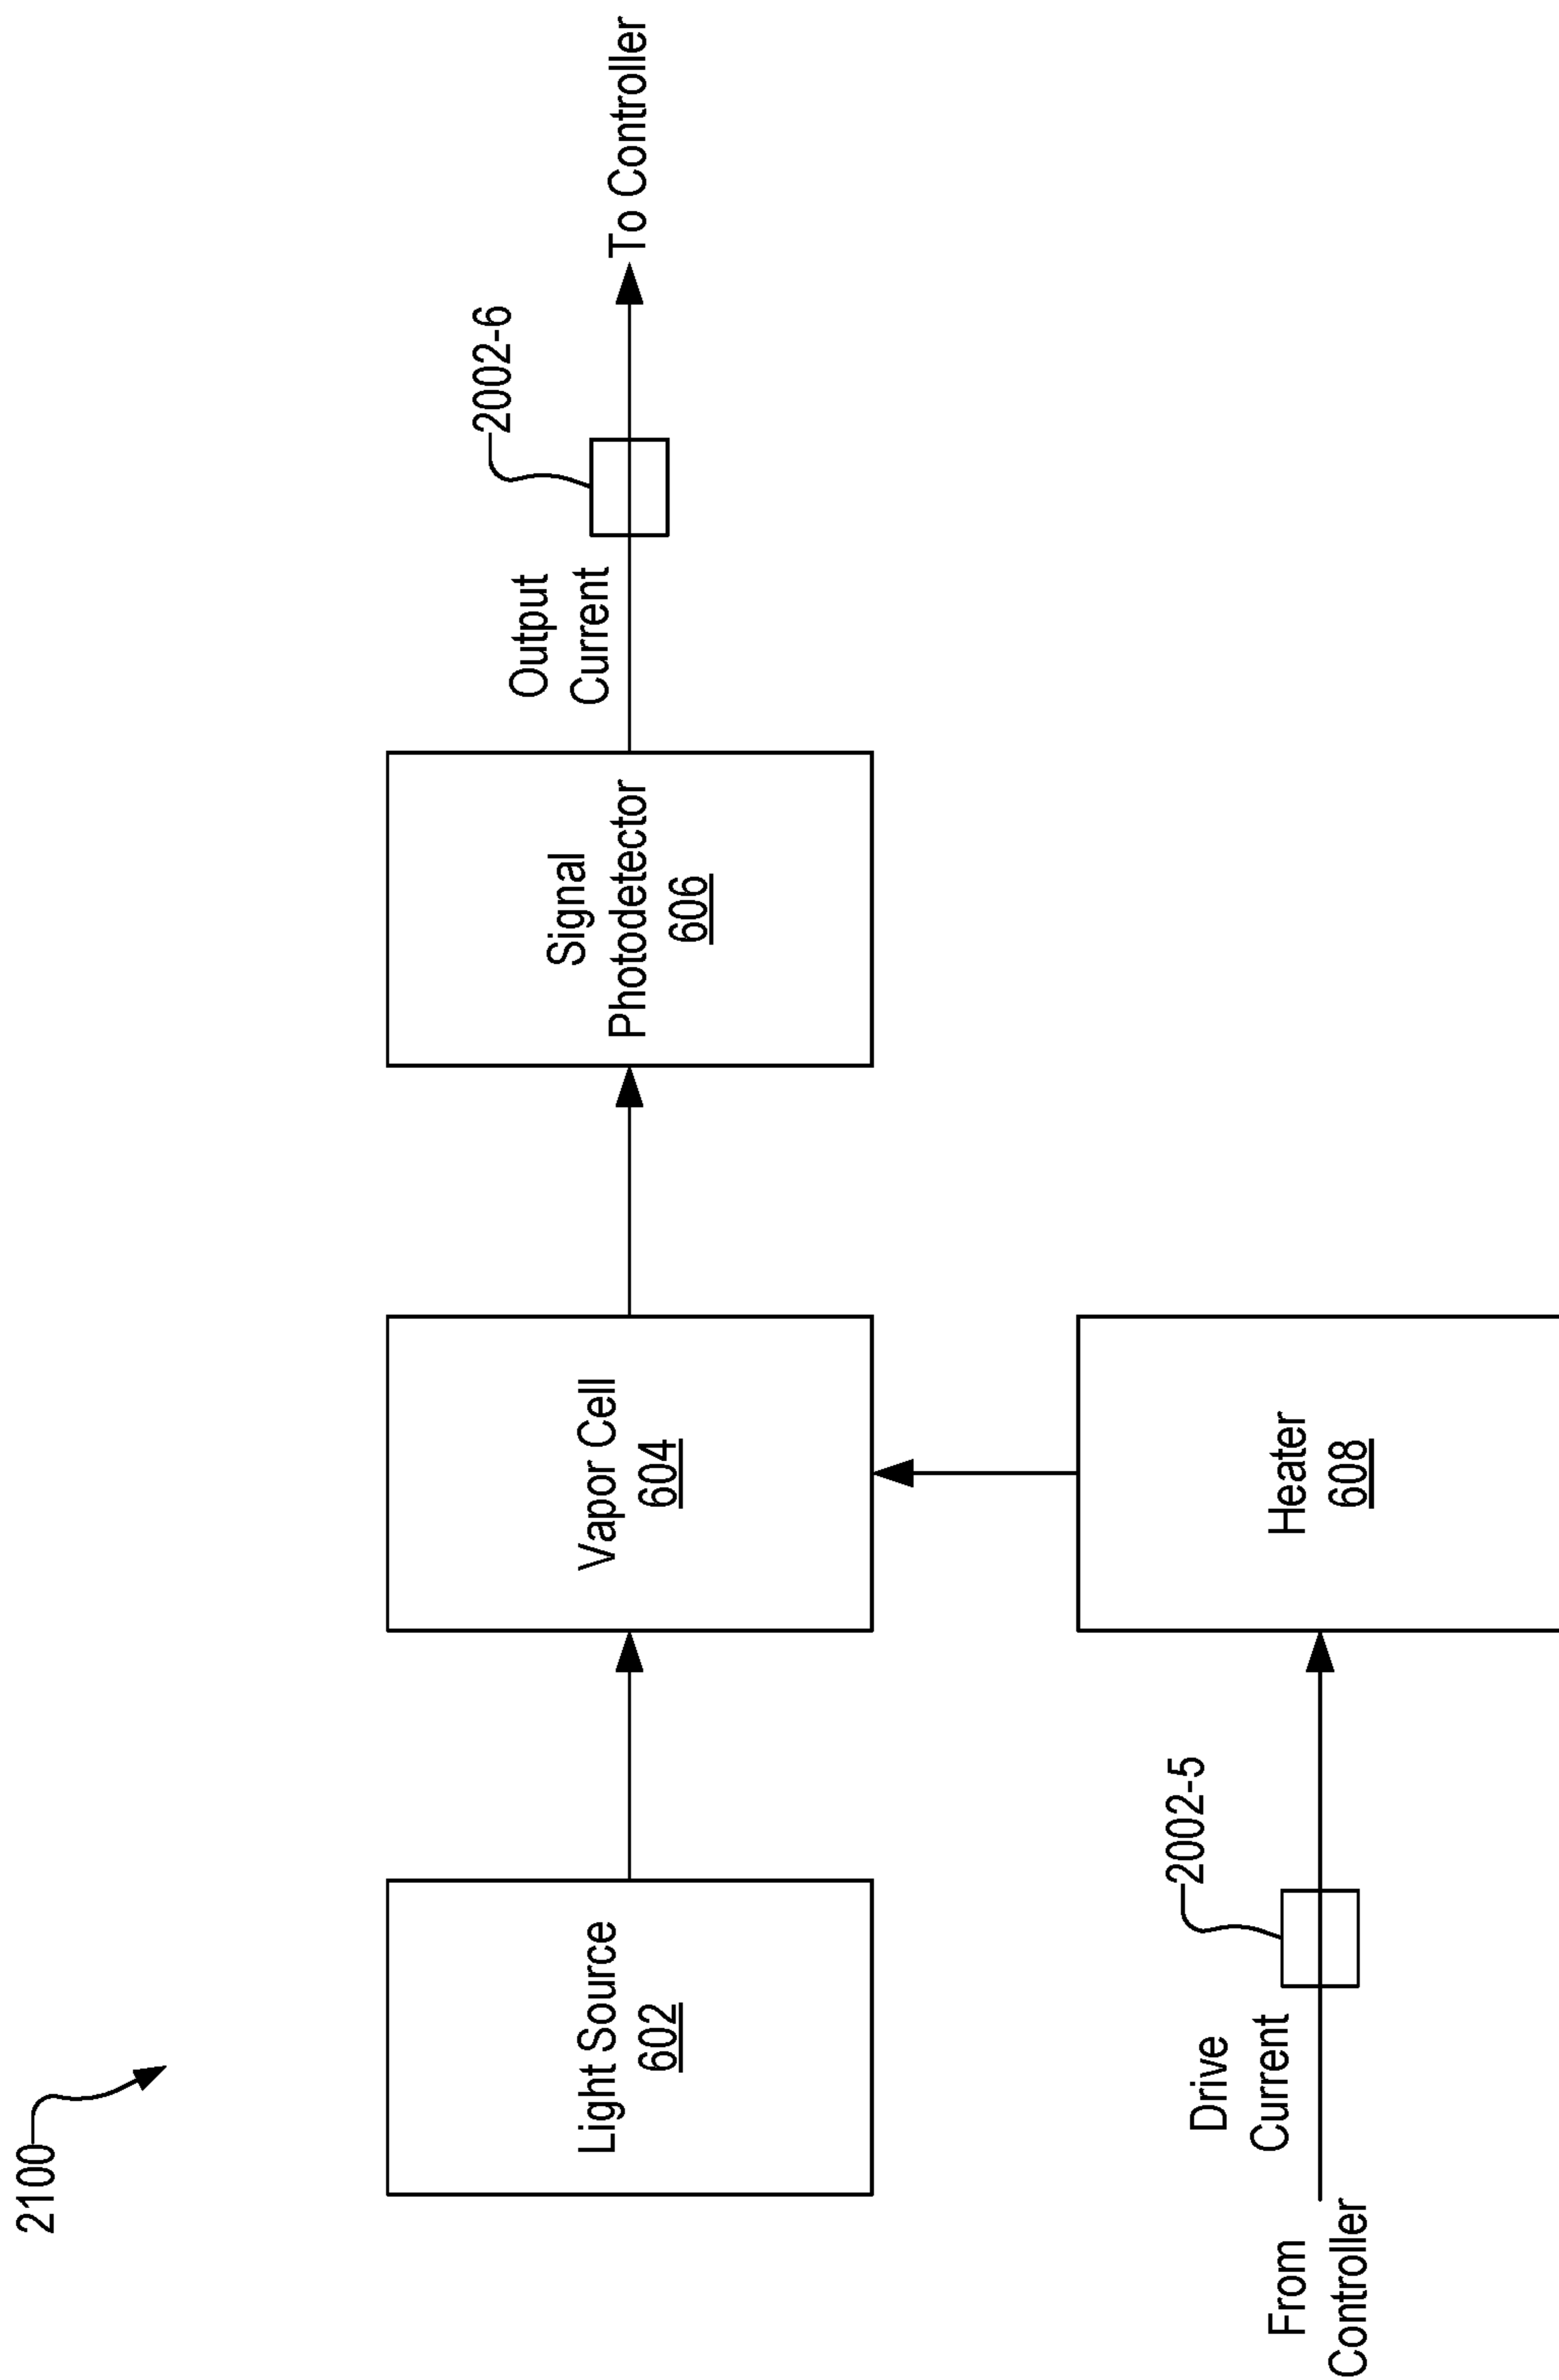 2100
Light Source
602
Vapor Cell
604
Signal
Photodetector
606
Output
Current
2002-6
To Controller
From
Controller
Drive
Current
2002-5
Heater
608